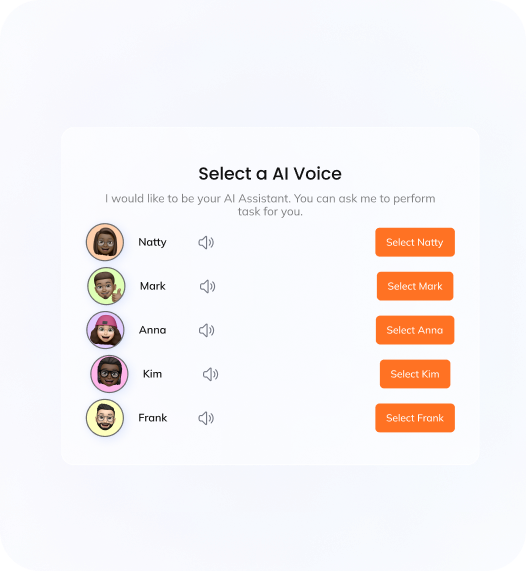 Select a AI Voice
I would like to be your AI Assistant. You can ask me to perform
task for you.
Natty
Select Natty
Mark
Select Mark
Anna
Select Anna
Kim
Select Kim
Frank
Select Frank